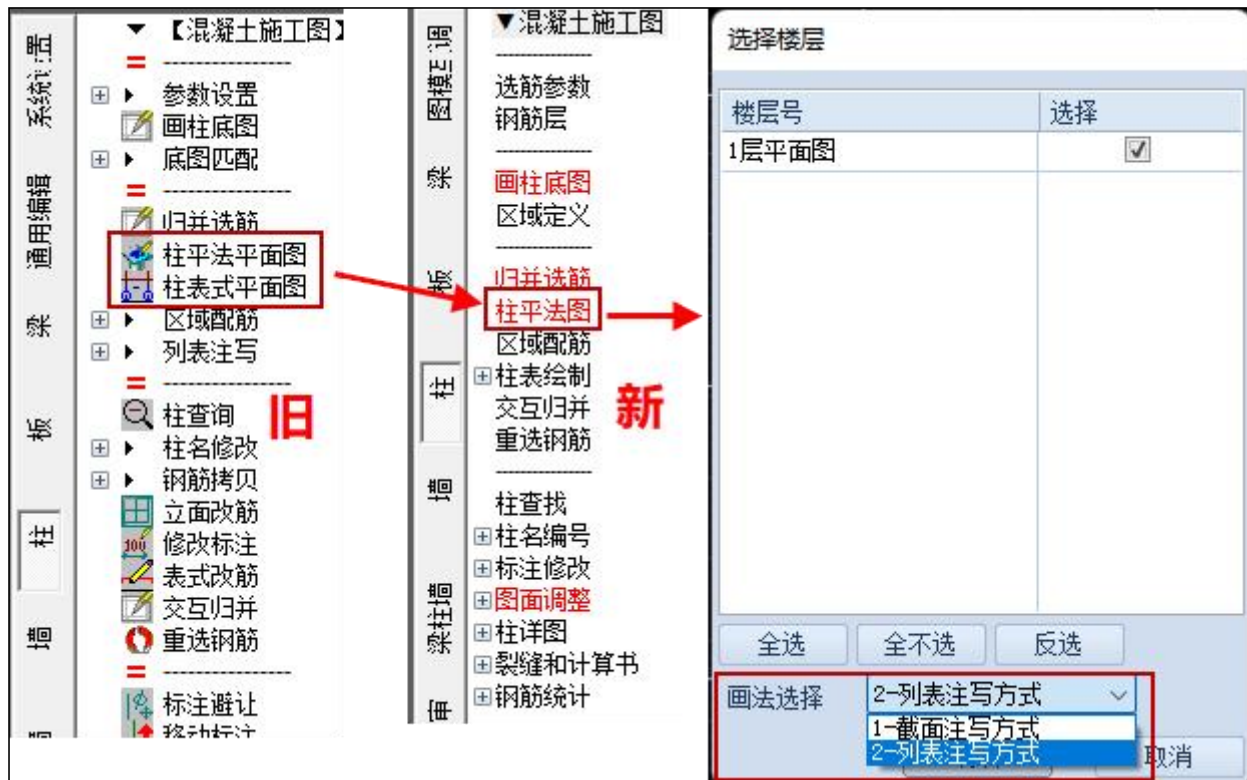 系统设置
通用编辑
梁
板
柱
墙
▼ 【混凝土施工图】
参数设置
画柱底图
底图匹配
归并选筋
柱平法平面图
柱表式平面图
区域配筋
列表注写
柱查询
柱名修改
钢筋拷贝
立面改筋
修改标注
表式改筋
交互归并
重选钢筋
标注避让
移动标注
旧
图模互调
梁
板
柱
墙
梁柱墙
▼混凝土施工图
选筋参数
钢筋层
画柱底图
区域定义
归并选筋
柱平法图
区域配筋
柱表绘制
交互归并
重选钢筋
柱查找
柱名编号
标注修改
图面调整
柱详图
裂缝和计算书
钢筋统计
新
选择楼层
楼层号 选择
1层平面图
全选 全不选 反选
画法选择 2-列表注写方式
1-截面注写方式
2-列表注写方式
取消